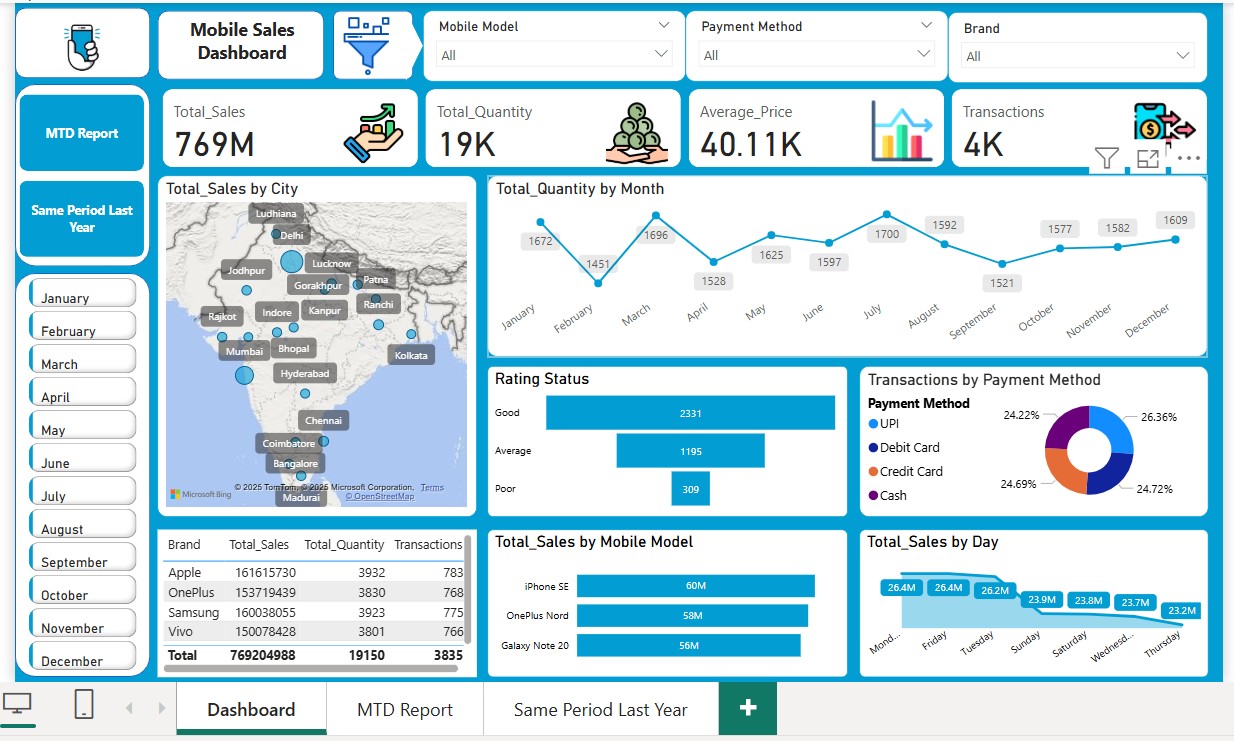 Mobile Sales
Dashboard
Mobile Model
All
Payment Method
All
Brand
All
MTD Report
Same Period Last
Year
January
February
March
April
May
June
July
August
September
October
November
December
Total_Sales
769M
Total_Quantity
19K
Average_Price
40.11K
Transactions
4K
Total_Sales by City
Ludhiana
Delhi
Lucknow
Jodhpur
Gorakhpur
Patna
Ranchi
Rajkot
Indore
Kanpur
Mumbai
Bhopal
Kolkata
Hyderabad
Chennai
Coimbatore
Bangalore
Madurai
Microsoft Bing
© 2025 TomTom, © 2025 Microsoft Corporation, Terms
© OpenStreetMap
Total_Quantity by Month
1672
1451
1696
1528
1625
1597
1700
1592
1521
1577
1582
1609
January
February
March
April
May
June
July
August
September
October
November
December
Rating Status
Good
2331
Average
1195
Poor
309
Transactions by Payment Method
Payment Method
UPI
Debit Card
Credit Card
Cash
24.22%
26.36%
24.69%
24.72%
Brand Total_Sales Total_Quantity Transactions
Apple 161615730 3932 783
OnePlus 153719439 3830 768
Samsung 160038055 3923 775
Vivo 150078428 3801 766
Total 769204988 19150 3835
Total_Sales by Mobile Model
iPhone SE
60M
OnePlus Nord
58M
Galaxy Note 20
56M
Total_Sales by Day
26.4M
26.4M
26.2M
23.9M
23.8M
23.7M
23.2M
Mond...
Friday
Tuesday
Sunday
Saturday
Wednesd...
Thursday
Dashboard
MTD Report
Same Period Last Year
+